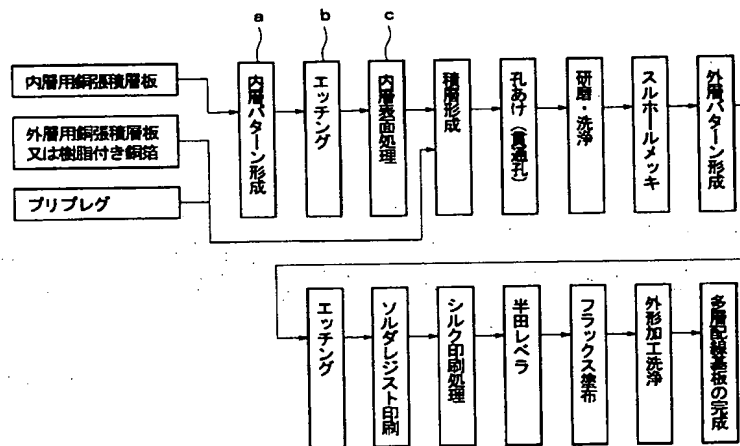 a
b
c
内層用銅張積層板
外層用銅張積層板
又は樹脂付き銅箔
プリプレグ
内層パターン形成
エッチング
内層表面処理
積層形成
孔あけ（貫通孔）
研磨・洗浄
スルホールメッキ
外層パターン形成
エッチング
ソルダレジスト印刷
シルク印刷処理
半田レベラ
フラックス塗布
外形加工洗浄
多層配線基板の完成